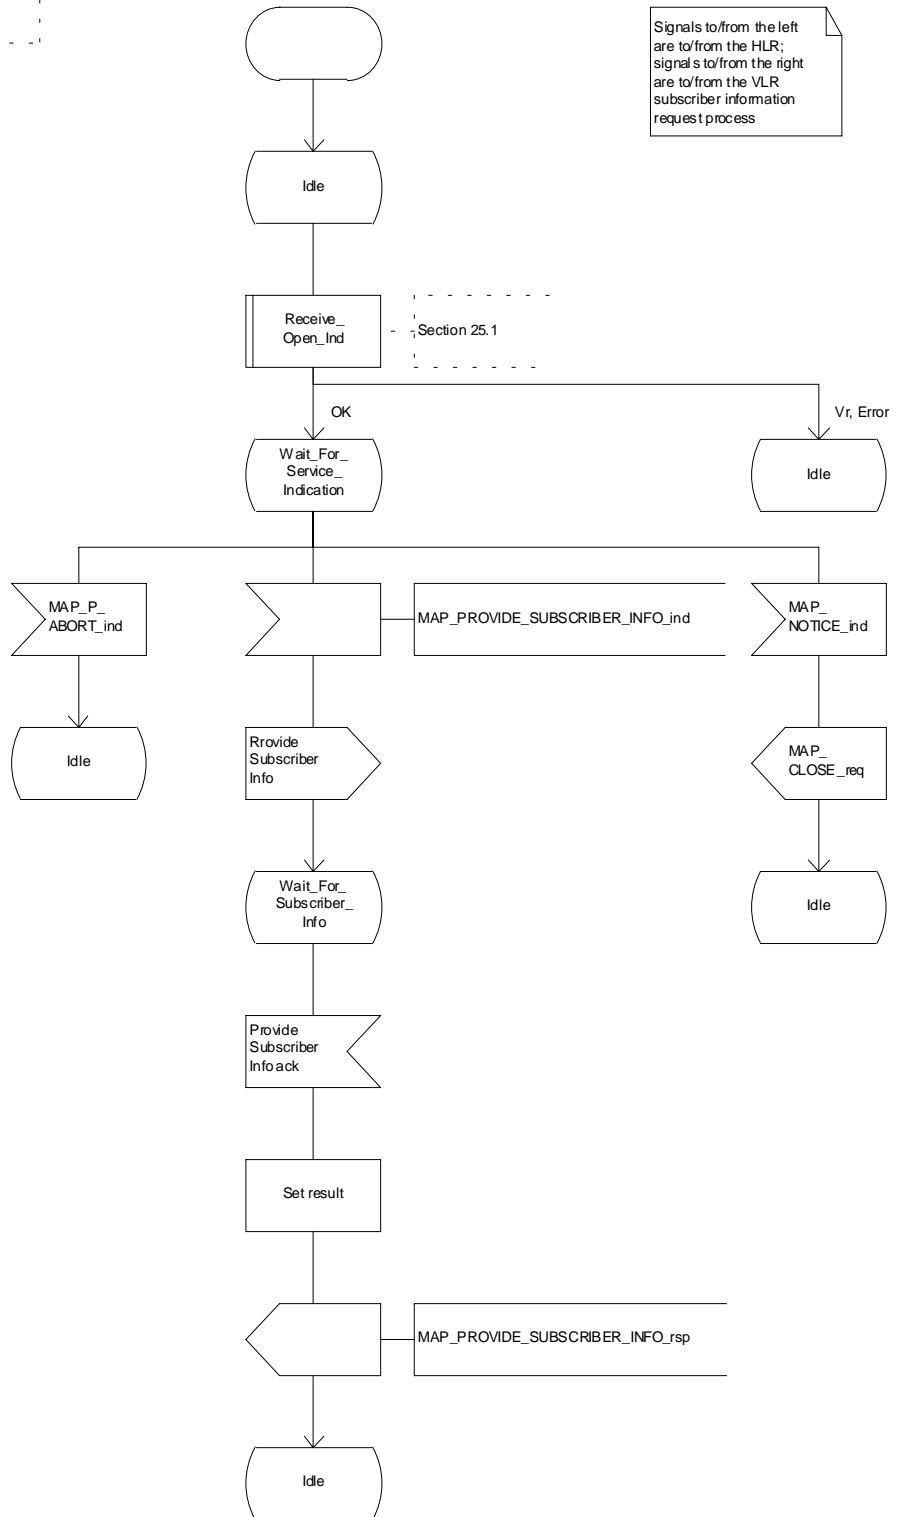 Signals to/from the left
are to/from the HLR;
signals to/from the right
are to/from the VLR
subscriber information
request process
Idle
Receive_
Open_Ind
Section 25.1
OK
Vr, Error
Wait_For_
Service_
Indication
Idle
MAP_P_
ABORT_ind
MAP_PROVIDE_SUBSCRIBER_INFO_ind
MAP_
NOTICE_ind
Idle
Rrovide
Subscriber
Info
MAP_
CLOSE_req
Wait_For_
Subscriber_
Info
Idle
Provide
Subscriber
Info ack
Set result
MAP_PROVIDE_SUBSCRIBER_INFO_rsp
Idle